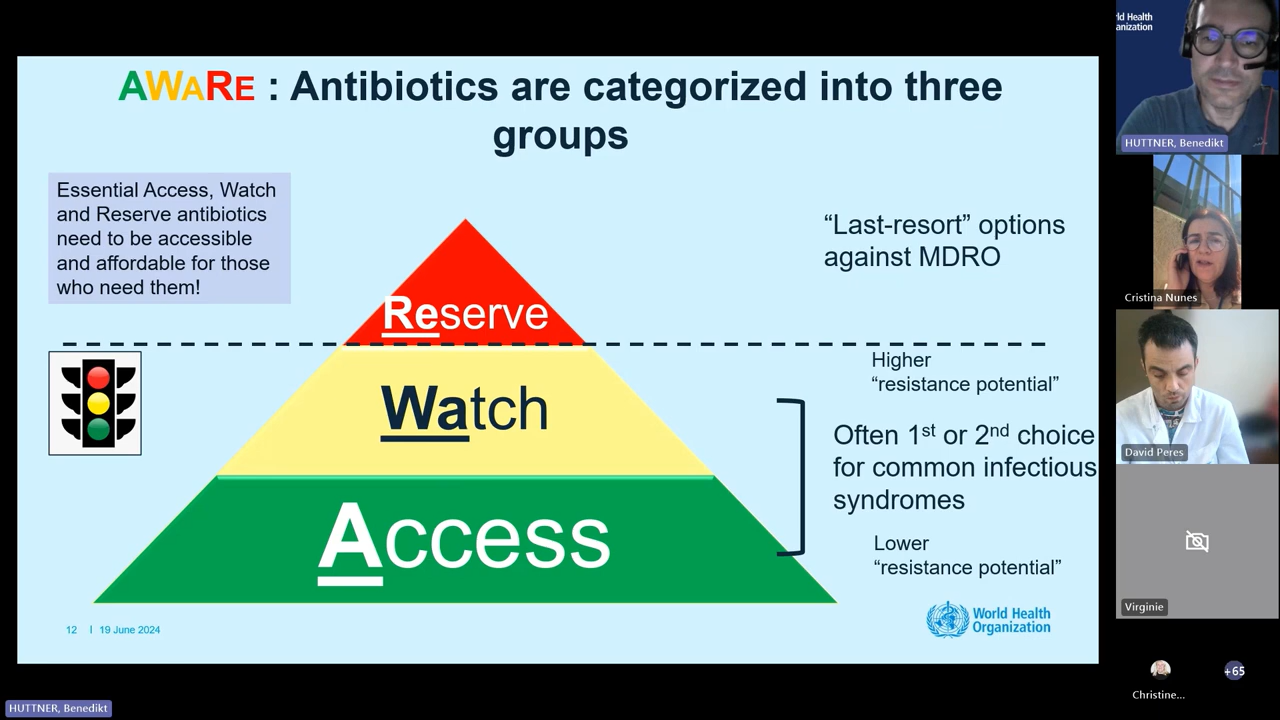 AWARE : Antibiotics are categorized into three
groups
Essential Access, Watch
and Reserve antibiotics
need to be accessible
and affordable for those
who need them!
Reserve
Watch
Access
“Last-resort” options
against MDRO
Higher
“resistance potential”
Often 1st or 2nd choice
for common infectious
syndromes
Lower
“resistance potential”
12 | 19 June 2024
World Health
Organization
HUTTNER, Benedikt
rld Health
anization
HUTTNER, Benedikt
Cristina Nunes
David Peres
Virginie
Christine...
+65